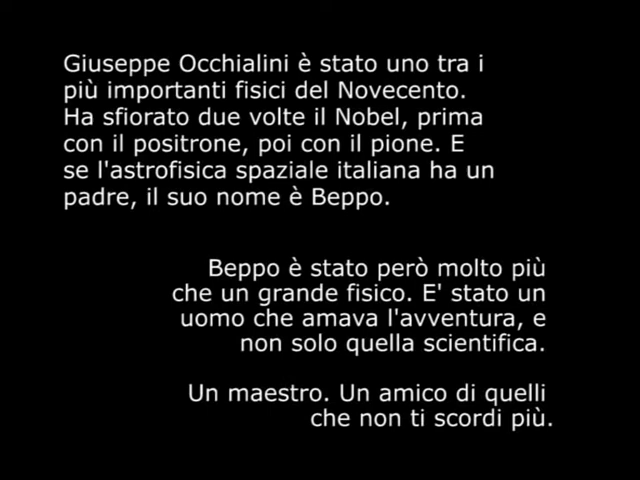 Giuseppe Occhialini è stato uno tra i
più importanti fisici del Novecento.
Ha sfiorato due volte il Nobel, prima
con il positrone, poi con il pione. E
se l'astrofisica spaziale italiana ha un
padre, il suo nome è Beppo.
Beppo è stato però molto più
che un grande fisico. E' stato un
uomo che amava l'avventura, e
non solo quella scientifica.
Un maestro. Un amico di quelli
che non ti scordi più.